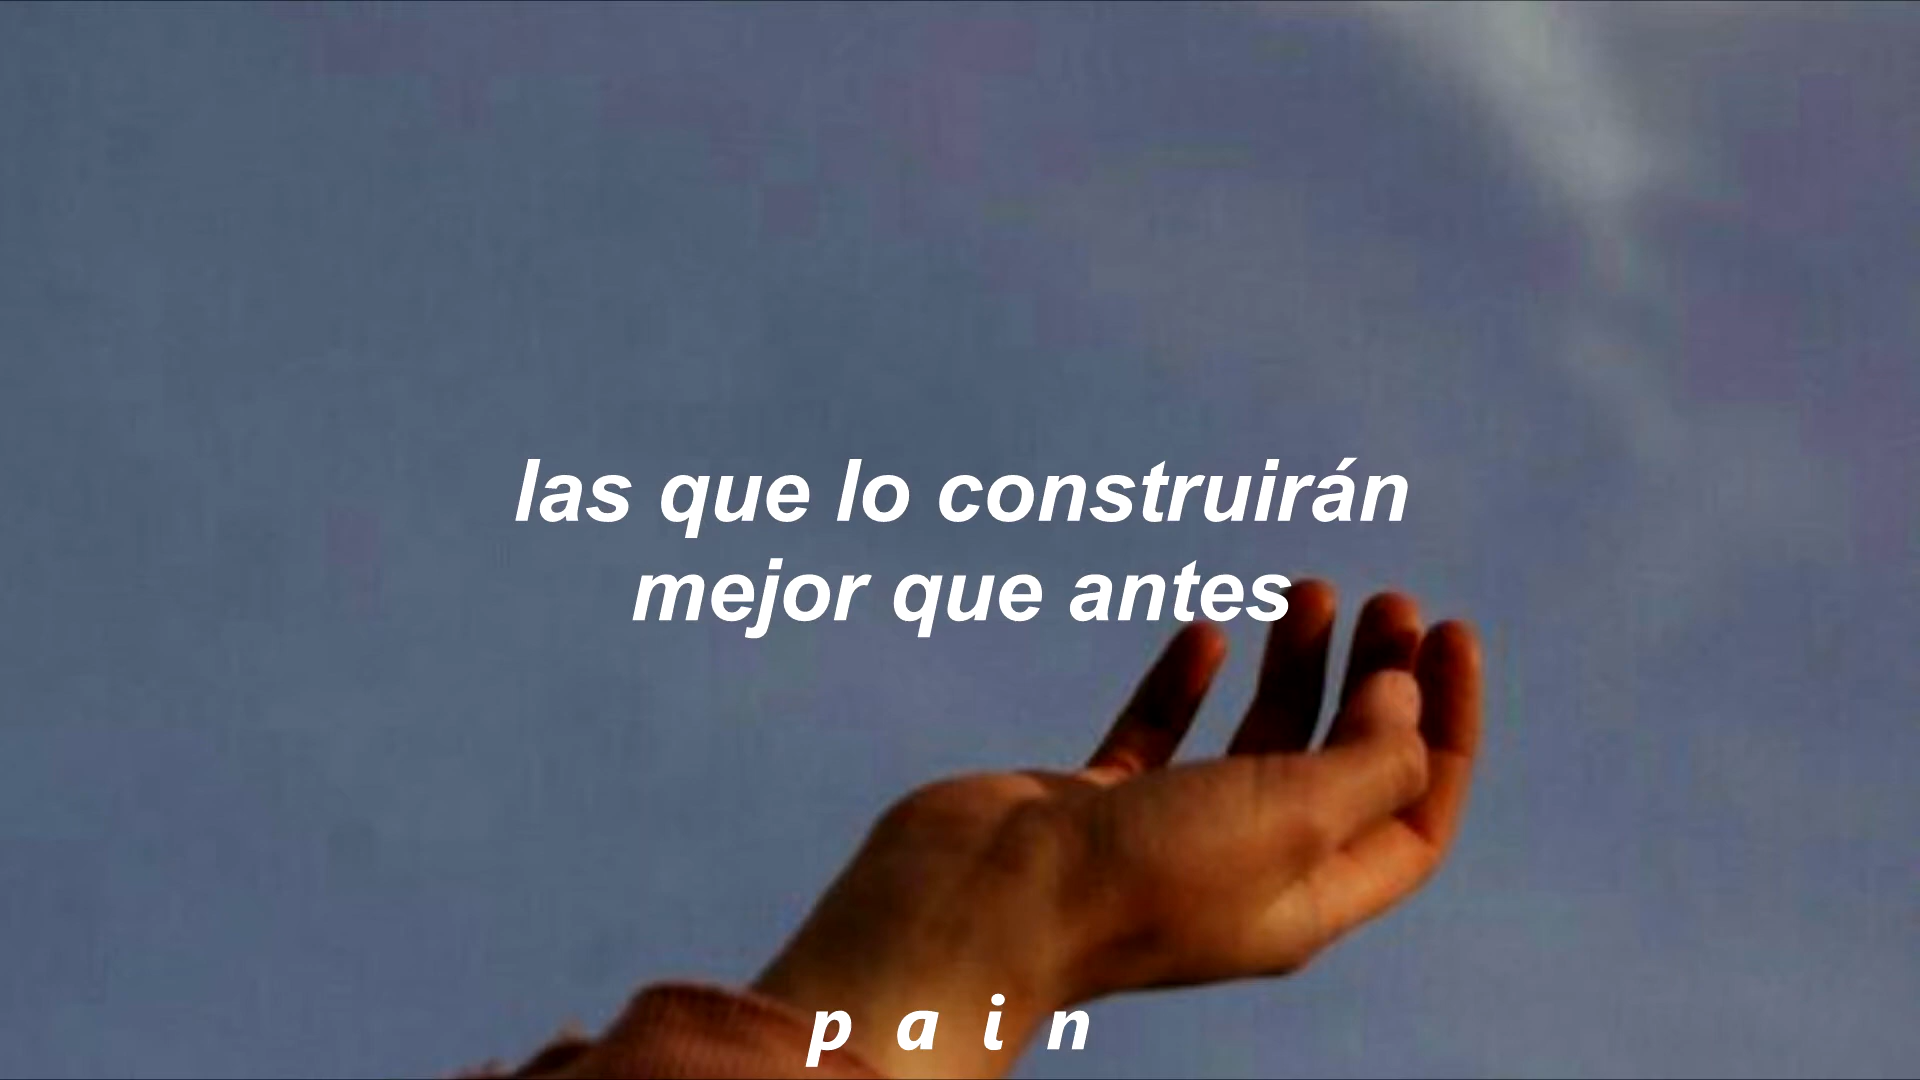 las que lo construirán
mejor que antes
p a i n